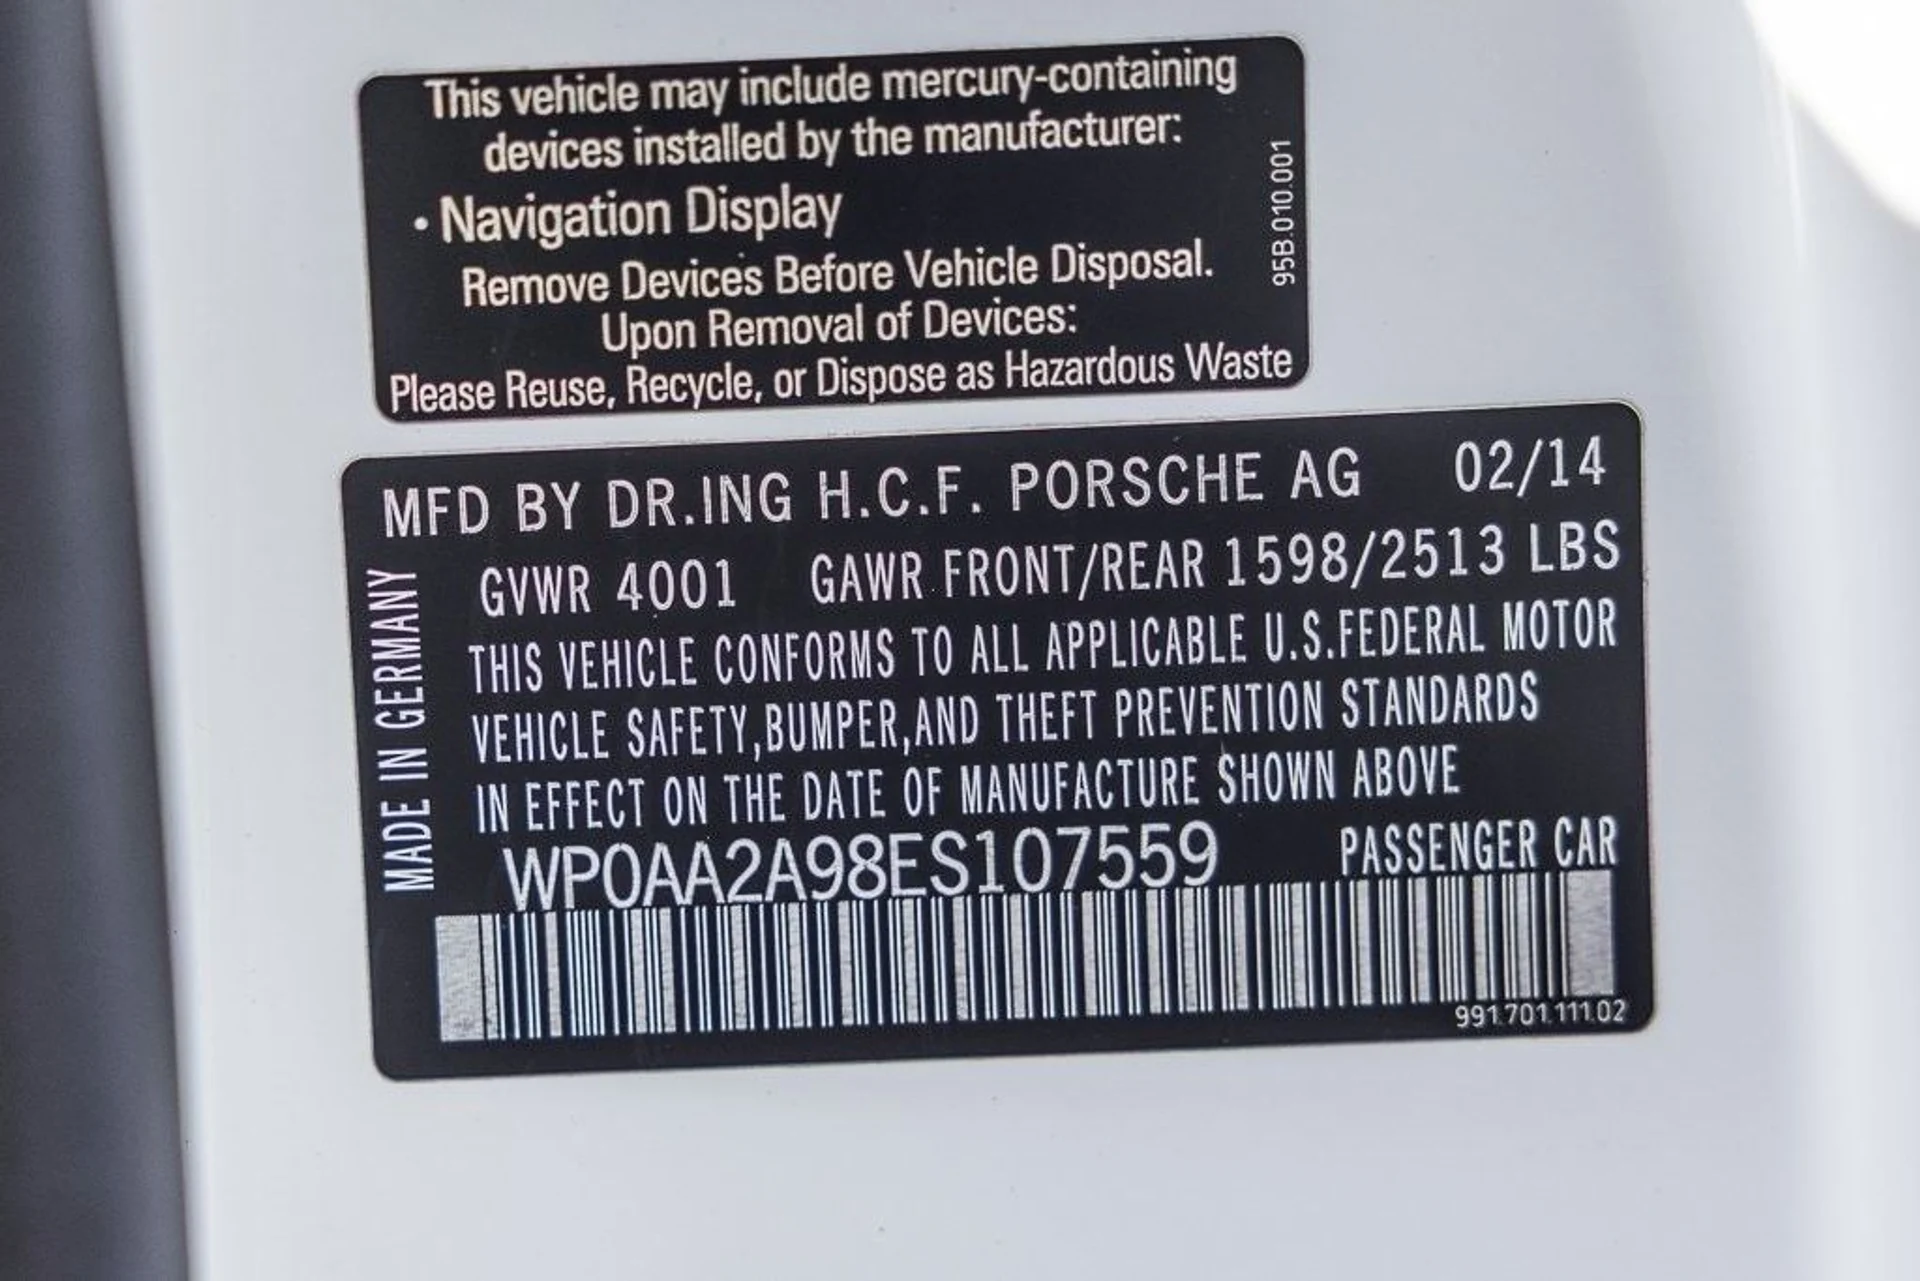 This vehicle may include mercury-containing
devices installed by the manufacturer:
· Navigation Display
Remove Devices Before Vehicle Disposal.
Upon Removal of Devices:
Please Reuse, Recycle, or Dispose as Hazardous Waste
95B.010.001
MFD BY DR.ING H.C.F. PORSCHE AG 02/14
GVWR 4001 GAWR FRONT/REAR 1598/2513 LBS
THIS VEHICLE CONFORMS TO ALL APPLICABLE U.S.FEDERAL MOTOR
VEHICLE SAFETY,BUMPER,AND THEFT PREVENTION STANDARDS
IN EFFECT ON THE DATE OF MANUFACTURE SHOWN ABOVE
WP0AA2A98ES107559 PASSENGER CAR
MADE IN GERMANY
991.701.111.02